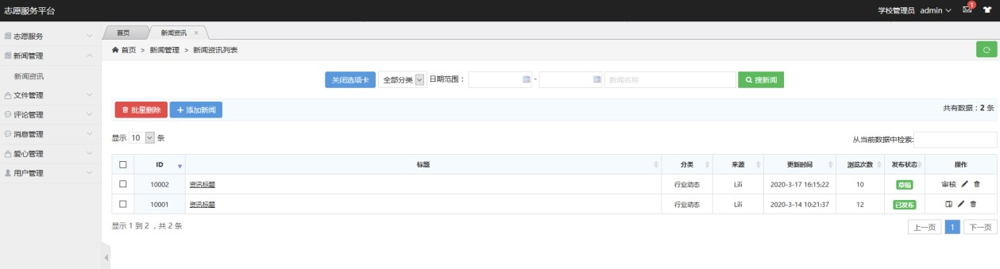 志愿服务平台 学校管理员 admin 1
志愿服务 首页 新闻资讯 ×
新闻管理 首页 > 新闻管理 > 新闻资讯列表
新闻资讯 关闭选项卡 全部分类 日期范围： - 新闻名称 搜新闻
文件管理
评论管理 批量删除 + 添加新闻 共有数据：2 条
消息管理 显示 10 条 从当前数据中检索:
爱心管理
用户管理
ID 标题 分类 来源 更新时间 浏览次数 发布状态 操作
10002 资讯标题 行业动态 Lili 2020-3-17 16:15:22 10 草稿 审核
10001 资讯标题 行业动态 Lili 2020-3-14 10:21:37 12 已发布
显示 1 到 2 ，共 2 条 上一页 1 下一页